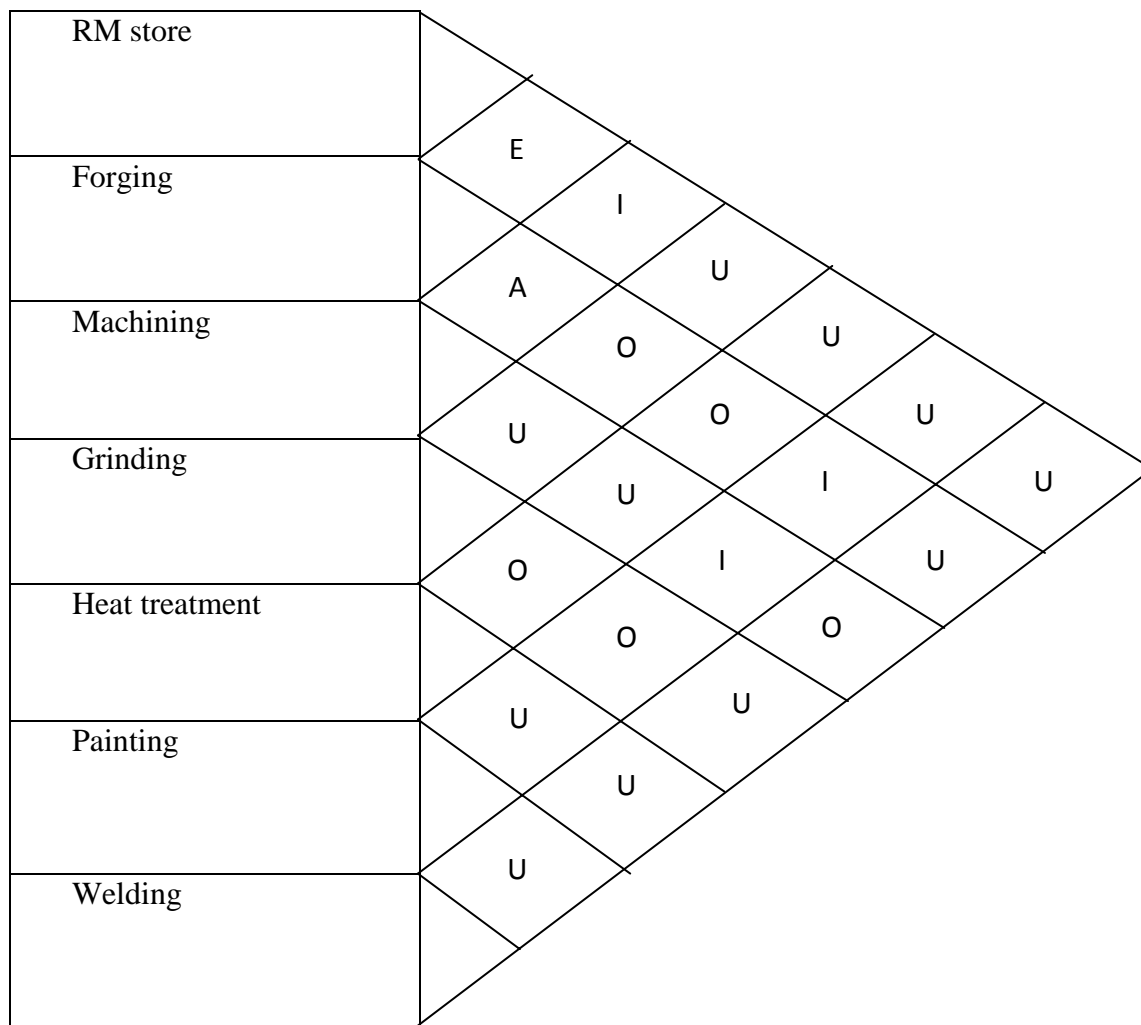 RM store
E
Forging
I
U
A
Machining
O
U
O
U
Grinding
U
I
U
U
O
I
U
Heat treatment
O
O
U
U
Painting
U
U
Welding